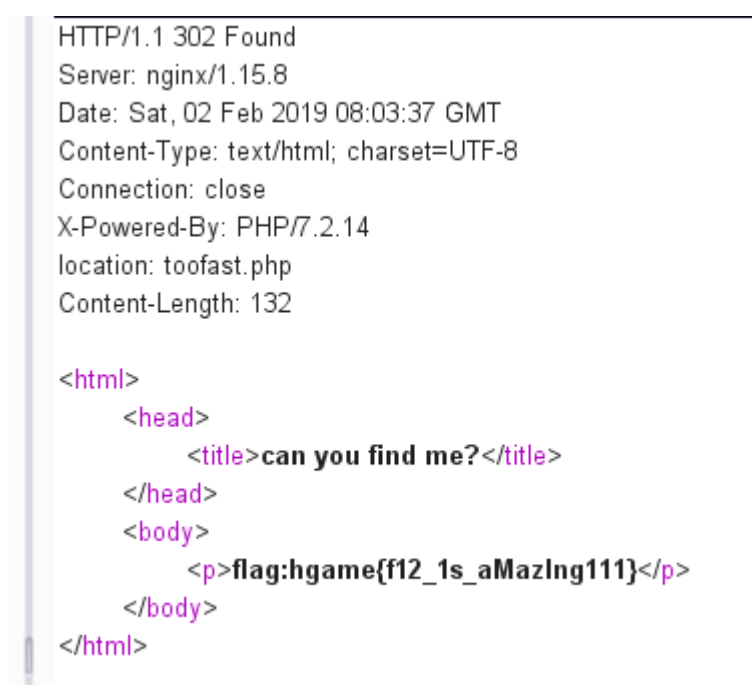 HTTP/1.1 302 Found
Server: nginx/1.15.8
Date: Sat, 02 Feb 2019 08:03:37 GMT
Content-Type: text/html; charset=UTF-8
Connection: close
X-Powered-By: PHP/7.2.14
location: toofast.php
Content-Length: 132

<html>
<head>
<title>can you find me?</title>
</head>
<body>
<p>flag:hgame{f12_1s_aMazIng111}</p>
</body>
</html>